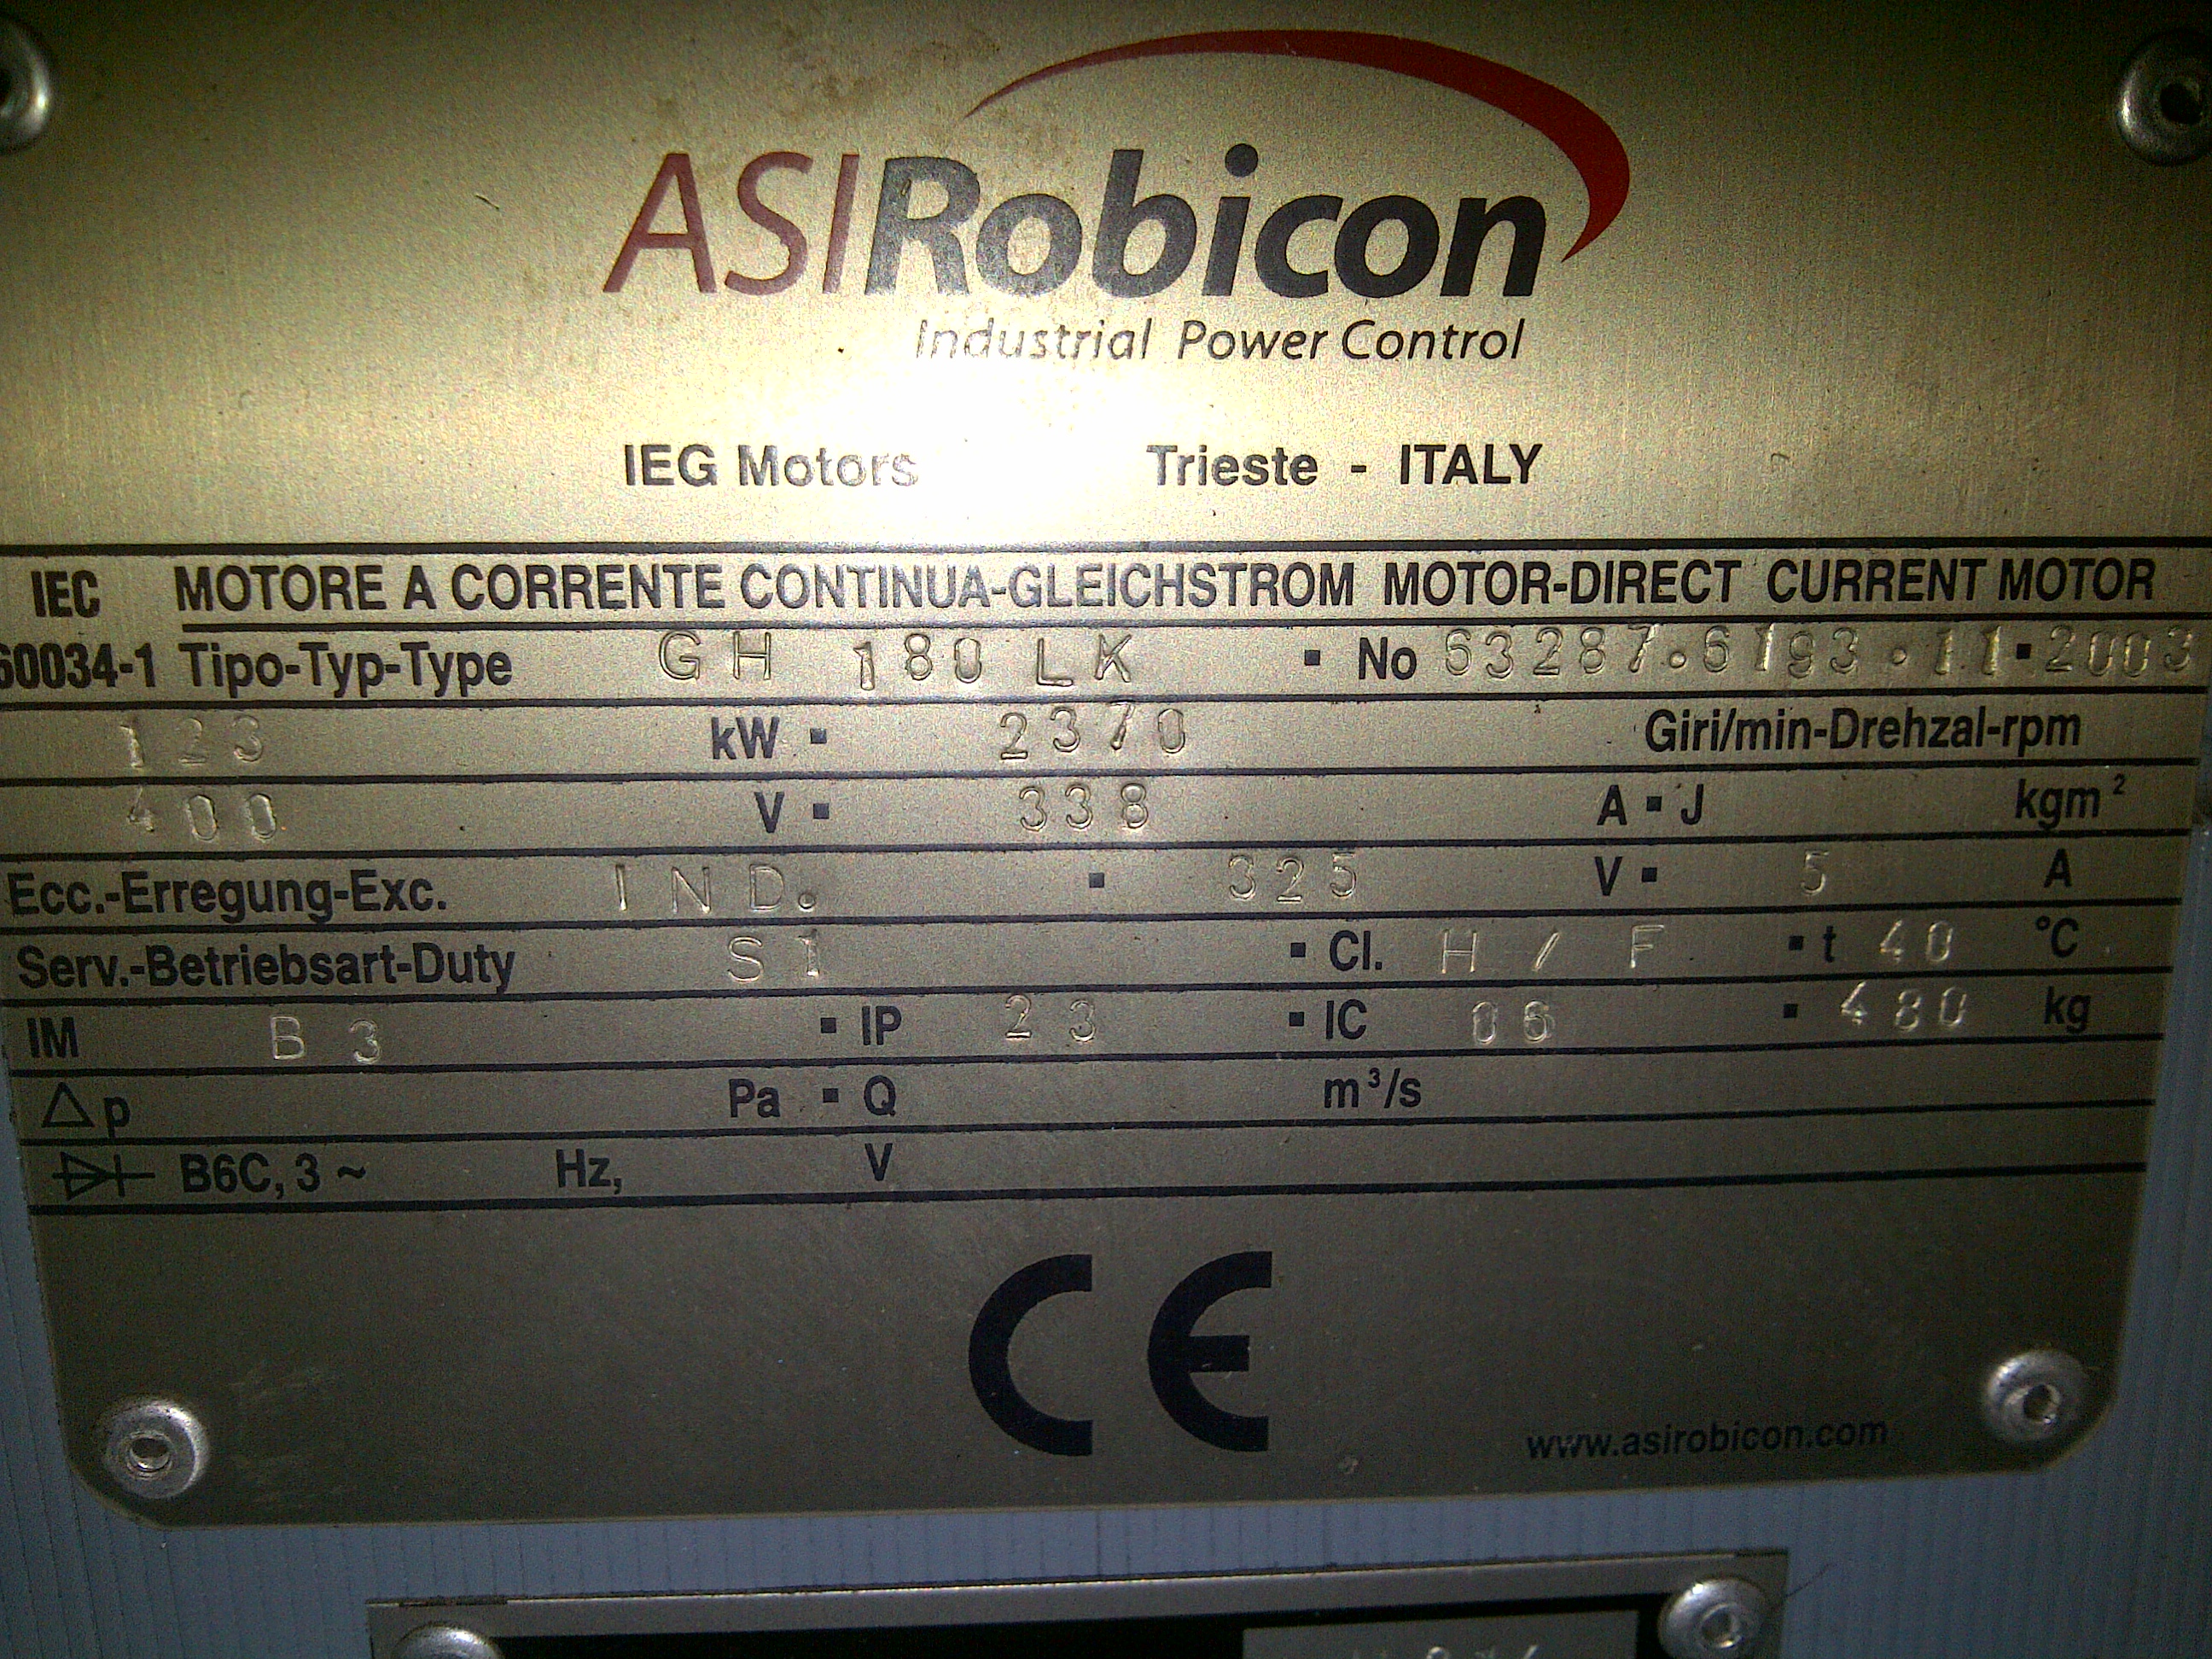 ASIRobicon
Industrial Power Control
IEG Motors Trieste - ITALY
IEC MOTORE A CORRENTE CONTINUA-GLEICHSTROM MOTOR-DIRECT CURRENT MOTOR
60034-1 Tipo-Typ-Type GH 180 LK ▪ No 63287.6193.11▪2003
123 kW ▪ 2370 Giri/min-Drehzal-rpm
400 V ▪ 338 A ▪ J kgm²
Ecc.-Erregung-Exc. IND. ▪ 325 V ▪ 5 A
Serv.-Betriebsart-Duty S1 ▪ Cl. H / F ▪ t 40 °C
IM B3 ▪ IP 23 ▪ IC 06 ▪ 480 kg
Δp Pa ▪ Q m³/s
B6C, 3 ~ Hz, V
CE
www.asirobicon.com